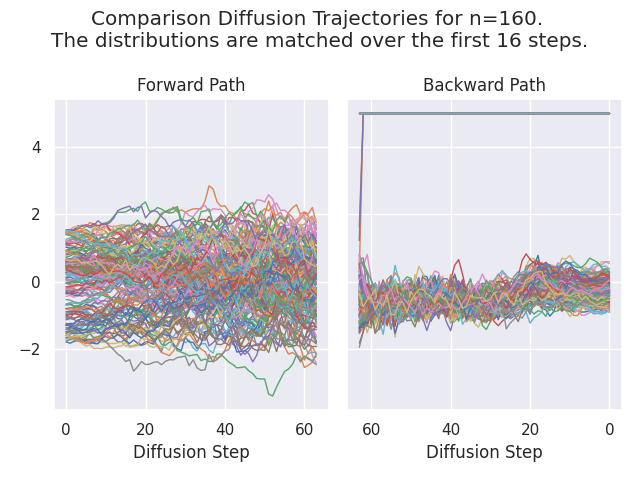 Comparison Diffusion Trajectories for n=160.
The distributions are matched over the first 16 steps.
Forward Path
Backward Path
4
2
0
−2
0
20
40
60
60
40
20
0
Diffusion Step
Diffusion Step